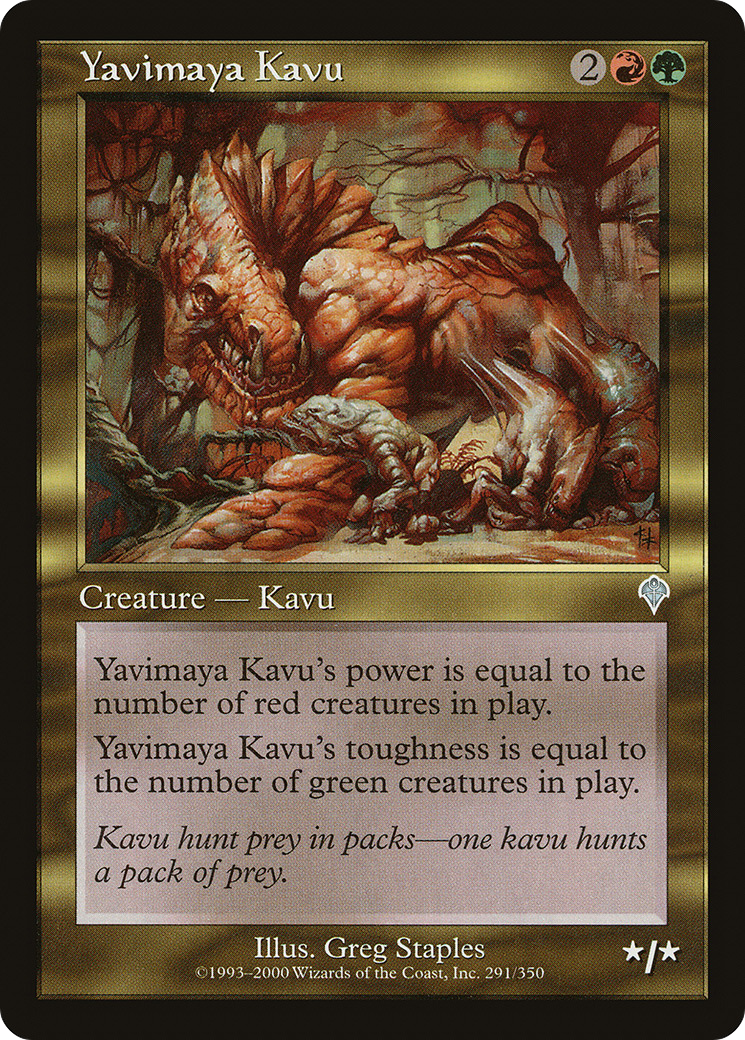 Yavimaya Kavu
2
Creature — Kavu
Yavimaya Kavu's power is equal to the
number of red creatures in play.
Yavimaya Kavu's toughness is equal to
the number of green creatures in play.
Kavu hunt prey in packs—one kavu hunts
a pack of prey.
Illus. Greg Staples
★/★
©1993–2000 Wizards of the Coast, Inc. 291/350